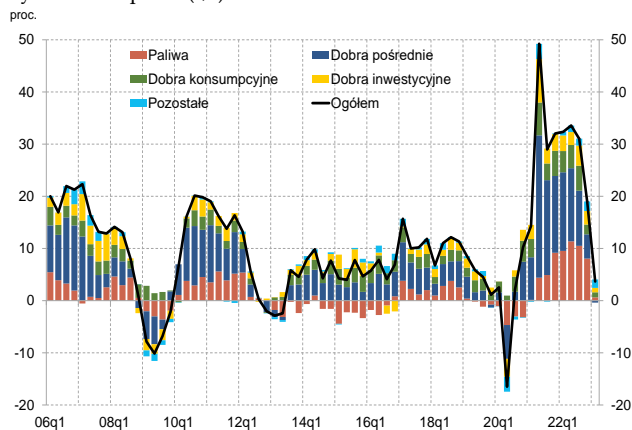 proc.
50 50
40 40
30 30
20 20
10 10
0 0
-10 -10
-20 -20
Paliwa Dobra pośrednie
Dobra konsumpcyjne Dobra inwestycyjne
Pozostałe Ogółem
06q1 08q1 10q1 12q1 14q1 16q1 18q1 20q1 22q1